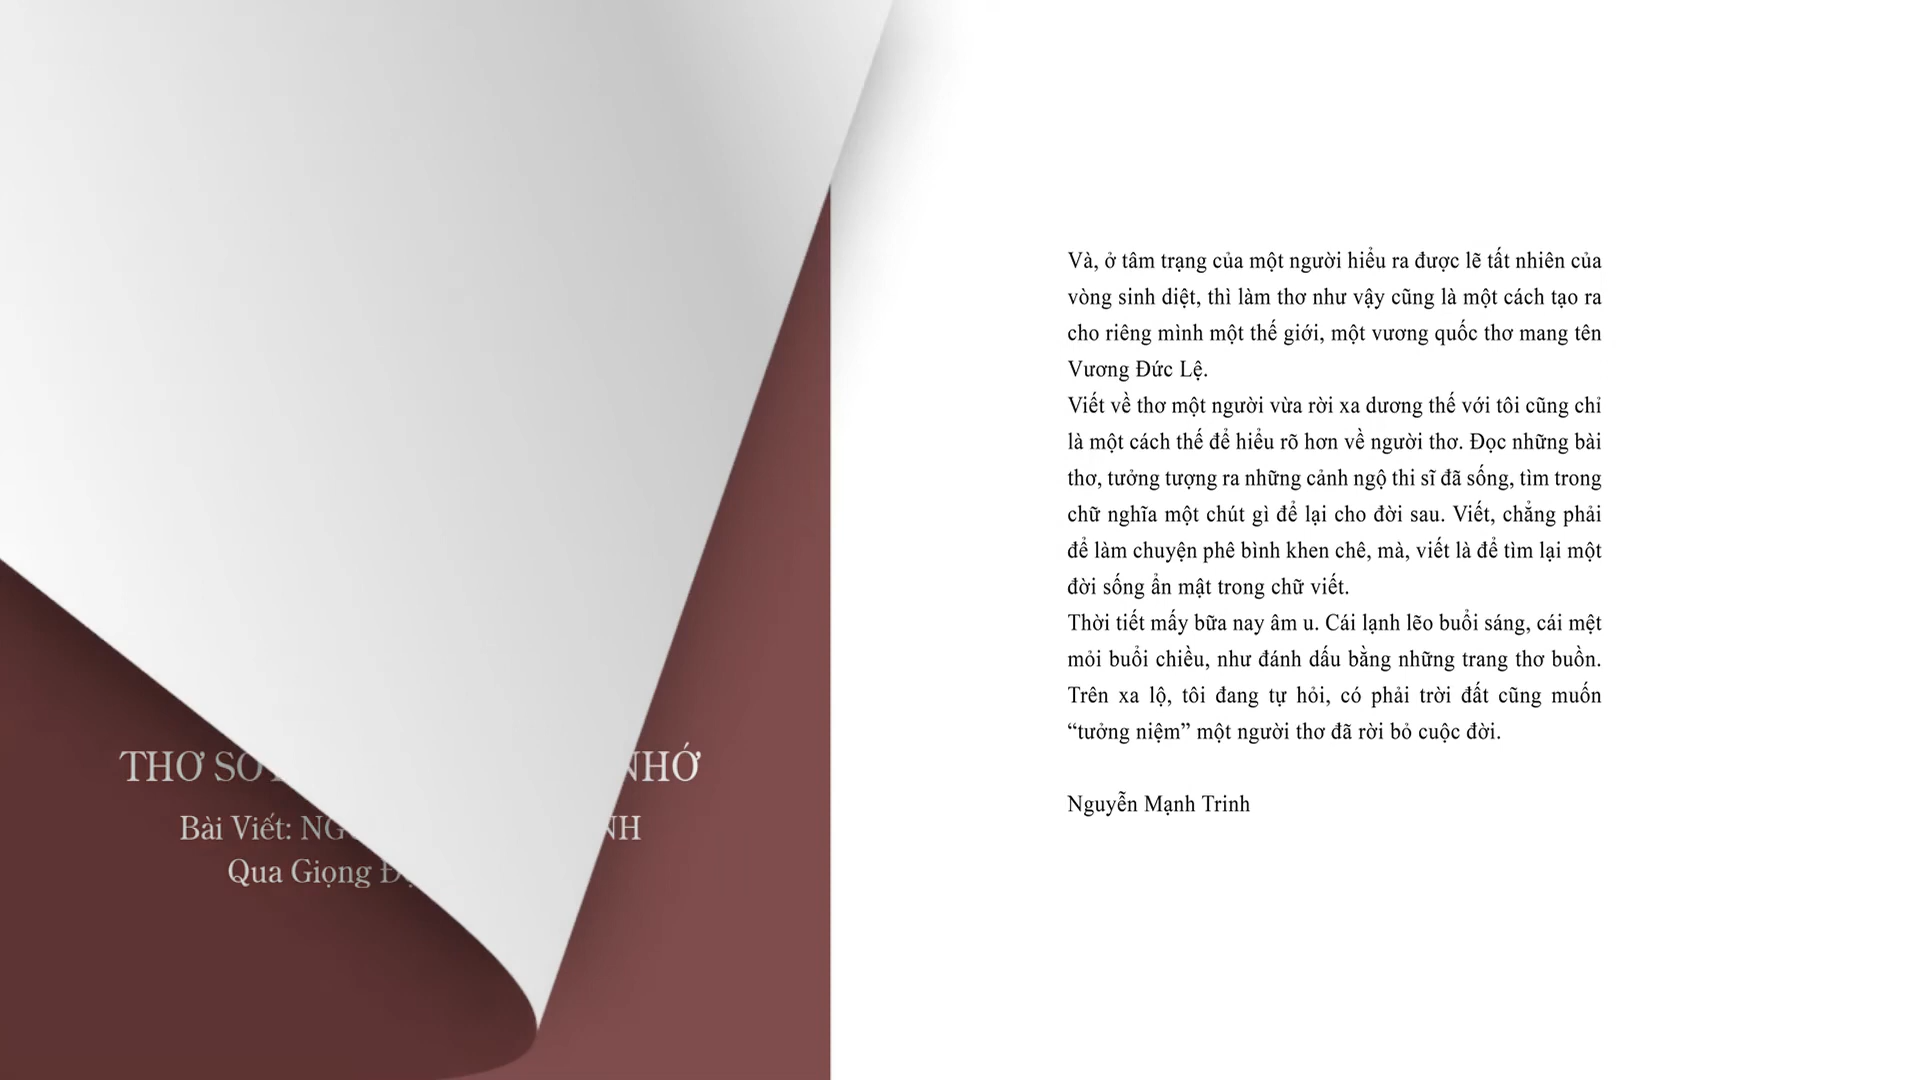 THƠ NHỚ
Bài Viết:
Qua Giọng
Và, ở tâm trạng của một người hiểu ra được lẽ tất nhiên của
vòng sinh diệt, thì làm thơ như vậy cũng là một cách tạo ra
cho riêng mình một thế giới, một vương quốc thơ mang tên
Vương Đức Lệ.
Viết về thơ một người vừa rời xa dương thế với tôi cũng chỉ
là một cách thế để hiểu rõ hơn về người thơ. Đọc những bài
thơ, tưởng tượng ra những cảnh ngộ thi sĩ đã sống, tìm trong
chữ nghĩa một chút gì để lại cho đời sau. Viết, chẳng phải
để làm chuyện phê bình khen chê, mà, viết là để tìm lại một
đời sống ẩn mật trong chữ viết.
Thời tiết mấy bữa nay âm u. Cái lạnh lẽo buổi sáng, cái mệt
mỏi buổi chiều, như đánh dấu bằng những trang thơ buồn.
Trên xa lộ, tôi đang tự hỏi, có phải trời đất cũng muốn
“tưởng niệm” một người thơ đã rời bỏ cuộc đời.
Nguyễn Mạnh Trinh